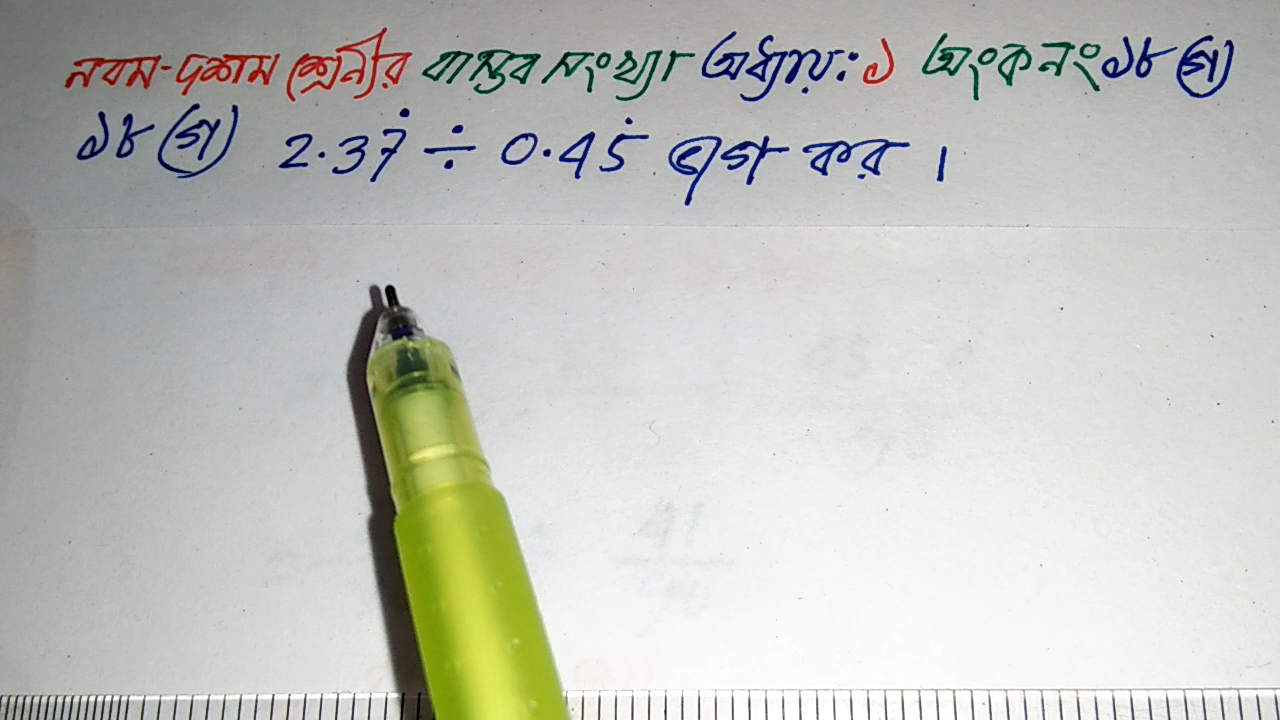 নবম-দশম শ্রেনীর বাস্তব সংখ্যা অধ্যায়:১ অংক নং ১৮ (গ)
১৮ (গ) 2.37̇ ÷ 0.45̇ ভাগ কর ।